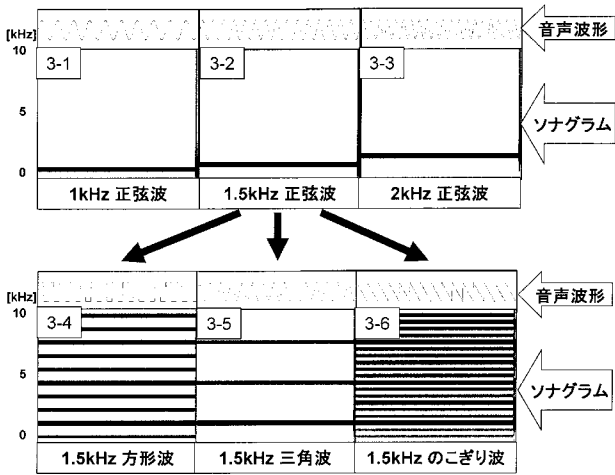 [kHz]
10
5
0
3-1
3-2
3-3
音声波形
ソナグラム
1kHz 正弦波
1.5kHz 正弦波
2kHz 正弦波
[kHz]
10
5
0
3-4
3-5
3-6
音声波形
ソナグラム
1.5kHz 方形波
1.5kHz 三角波
1.5kHz のこぎり波